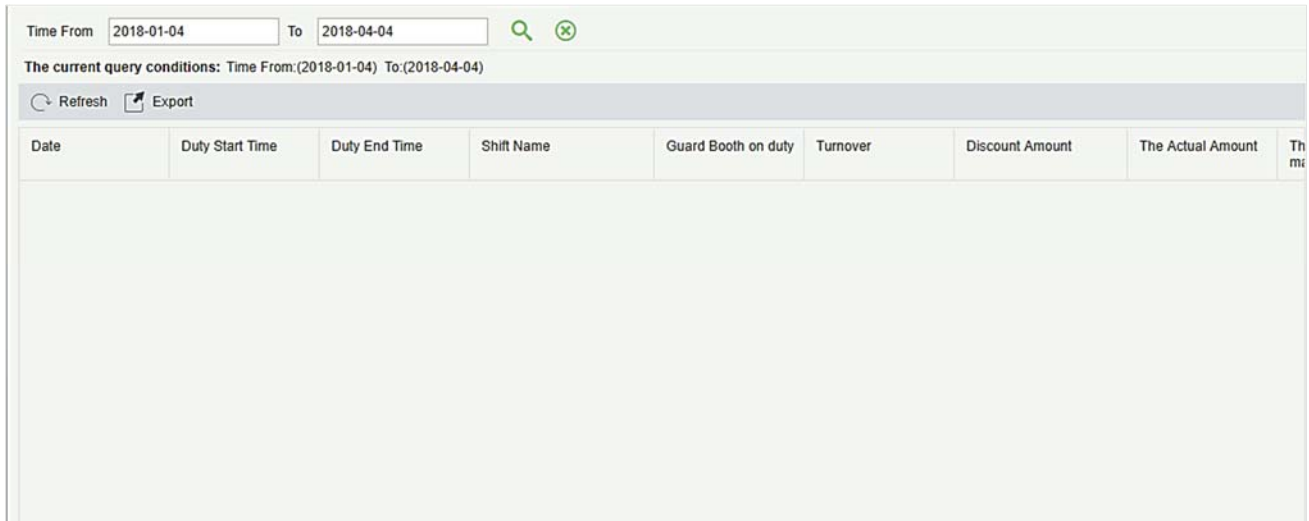 Time From 2018-01-04 To 2018-04-04
The current query conditions: Time From:(2018-01-04) To:(2018-04-04)
Refresh Export
Date Duty Start Time Duty End Time Shift Name Guard Booth on duty Turnover Discount Amount The Actual Amount